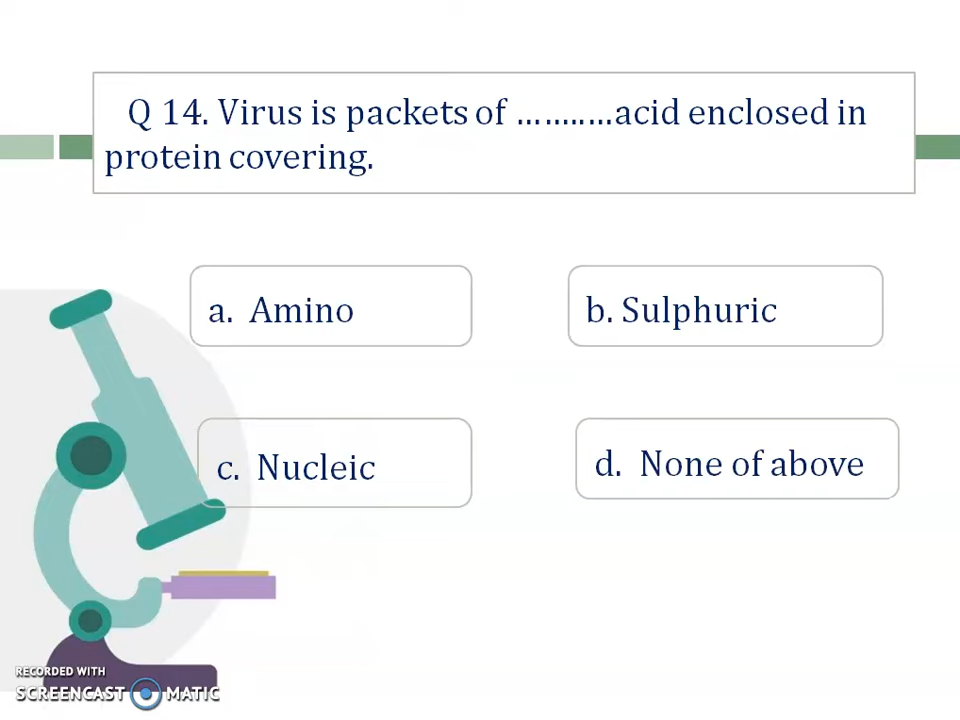 Q 14. Virus is packets of ...........acid enclosed in
protein covering.
a. Amino
b. Sulphuric
c. Nucleic
d. None of above
RECORDED WITH
SCREENCAST MATIC